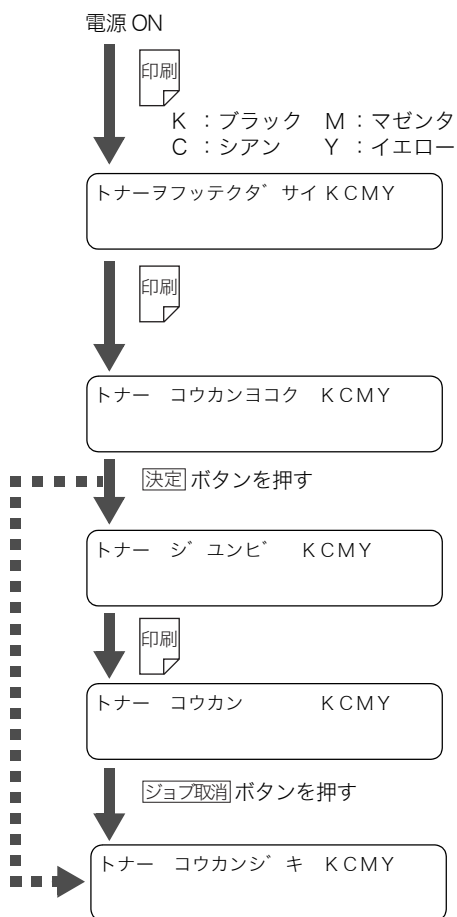 電源 ON
印刷
K :ブラック M:マゼンタ
C :シアン Y :イエロー
トナーヲフッテクダ゛サイ KCMY
印刷
トナー コウカンヨコク KCMY
決定 ボタンを押す
トナー シ゛ユンヒ゛ KCMY
印刷
トナー コウカン KCMY
ジョブ取消 ボタンを押す
トナー コウカンシ゛キ KCMY